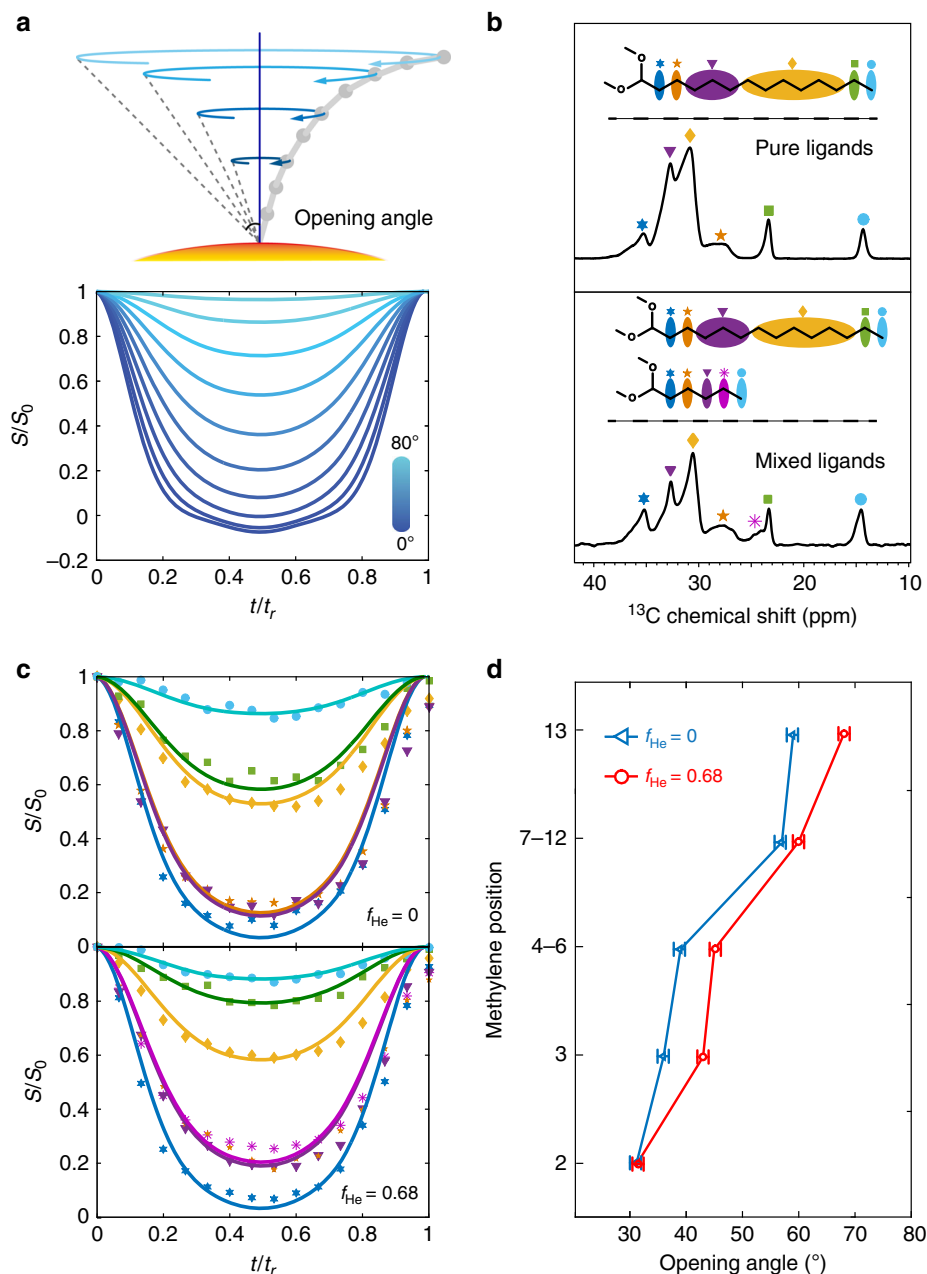 a
Opening angle
1
0.8
0.6
0.4
0.2
0
–0.2
S/S0
80°
0°
0 0.2 0.4 0.6 0.8 1
t/tr
b
O
O
Pure ligands
O
O
Mixed ligands
40 30 20 10
13C chemical shift (ppm)
c
1
0.8
0.6
0.4
0.2
0
S/S0
fHe = 0
0.8
0.6
0.4
0.2
0
S/S0
fHe = 0.68
0 0.2 0.4 0.6 0.8 1
t/tr
d
fHe = 0
fHe = 0.68
13
7–12
4–6
3
2
Methylene position
30 40 50 60 70 80
Opening angle (°)